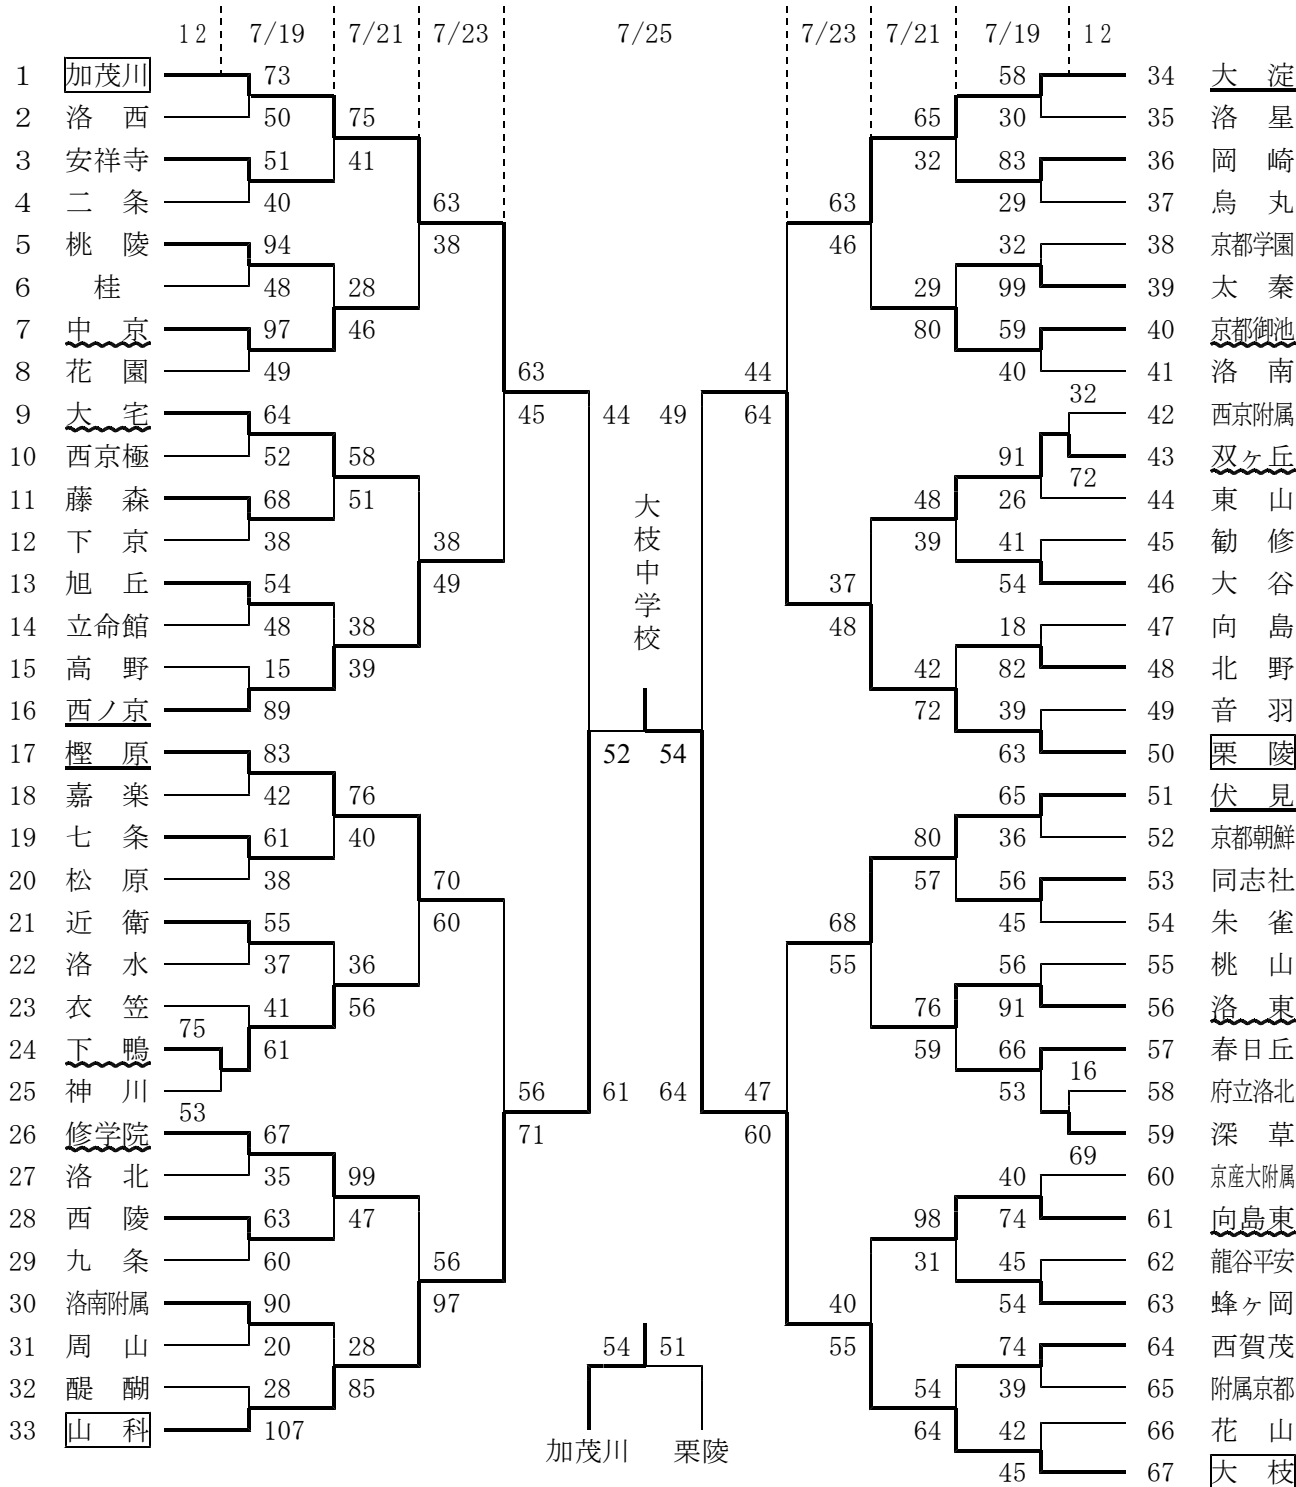 12 7/19 7/21 7/23 7/25 7/23 7/21 7/19 12
1 加茂川 73 58 34 大 淀
2 洛 西 50 75 65 30 35 洛 星
3 安祥寺 51 41 32 83 36 岡 崎
4 二 条 40 63 63 29 37 烏 丸
5 桃 陵 94 38 46 32 38 京都学園
6 桂 48 28 29 99 39 太 秦
7 中 京 97 46 80 59 40 京都御池
8 花 園 49 63 44 40 41 洛 南
32
9 大 宅 64 45 44 49 64 42 西京附属
10 西京極 52 58 91 43 双ヶ丘
72
11 藤 森 68 51 48 26 44 東 山
12 下 京 38 38 39 41 45 勧 修
13 旭 丘 54 49 37 54 46 大 谷
14 立命館 48 38 48 18 47 向 島
15 高 野 15 39 42 82 48 北 野
16 西ノ京 89 72 39 49 音 羽
大枝中学校
17 樫 原 83 52 54 63 50 栗 陵
18 嘉 楽 42 76 65 51 伏 見
19 七 条 61 40 80 36 52 京都朝鮮
20 松 原 38 70 57 56 53 同志社
21 近 衛 55 60 68 45 54 朱 雀
22 洛 水 37 36 55 56 55 桃 山
23 衣 笠 41 56 76 91 56 洛 東
75
24 下 鴨 61 59 66 57 春日丘
16
25 神 川 56 61 64 47 53 58 府立洛北
53
26 修学院 67 71 60 59 深 草
69
27 洛 北 35 99 40 60 京産大附属
28 西 陵 63 47 98 74 61 向島東
29 九 条 60 56 31 45 62 龍谷平安
30 洛南附属 90 97 40 54 63 蜂ヶ岡
31 周 山 20 28 54 51 55 74 64 西賀茂
32 醍 醐 28 85 54 39 65 附属京都
33 山 科 107 64 42 66 花 山
加茂川 栗陵
45 67 大 枝